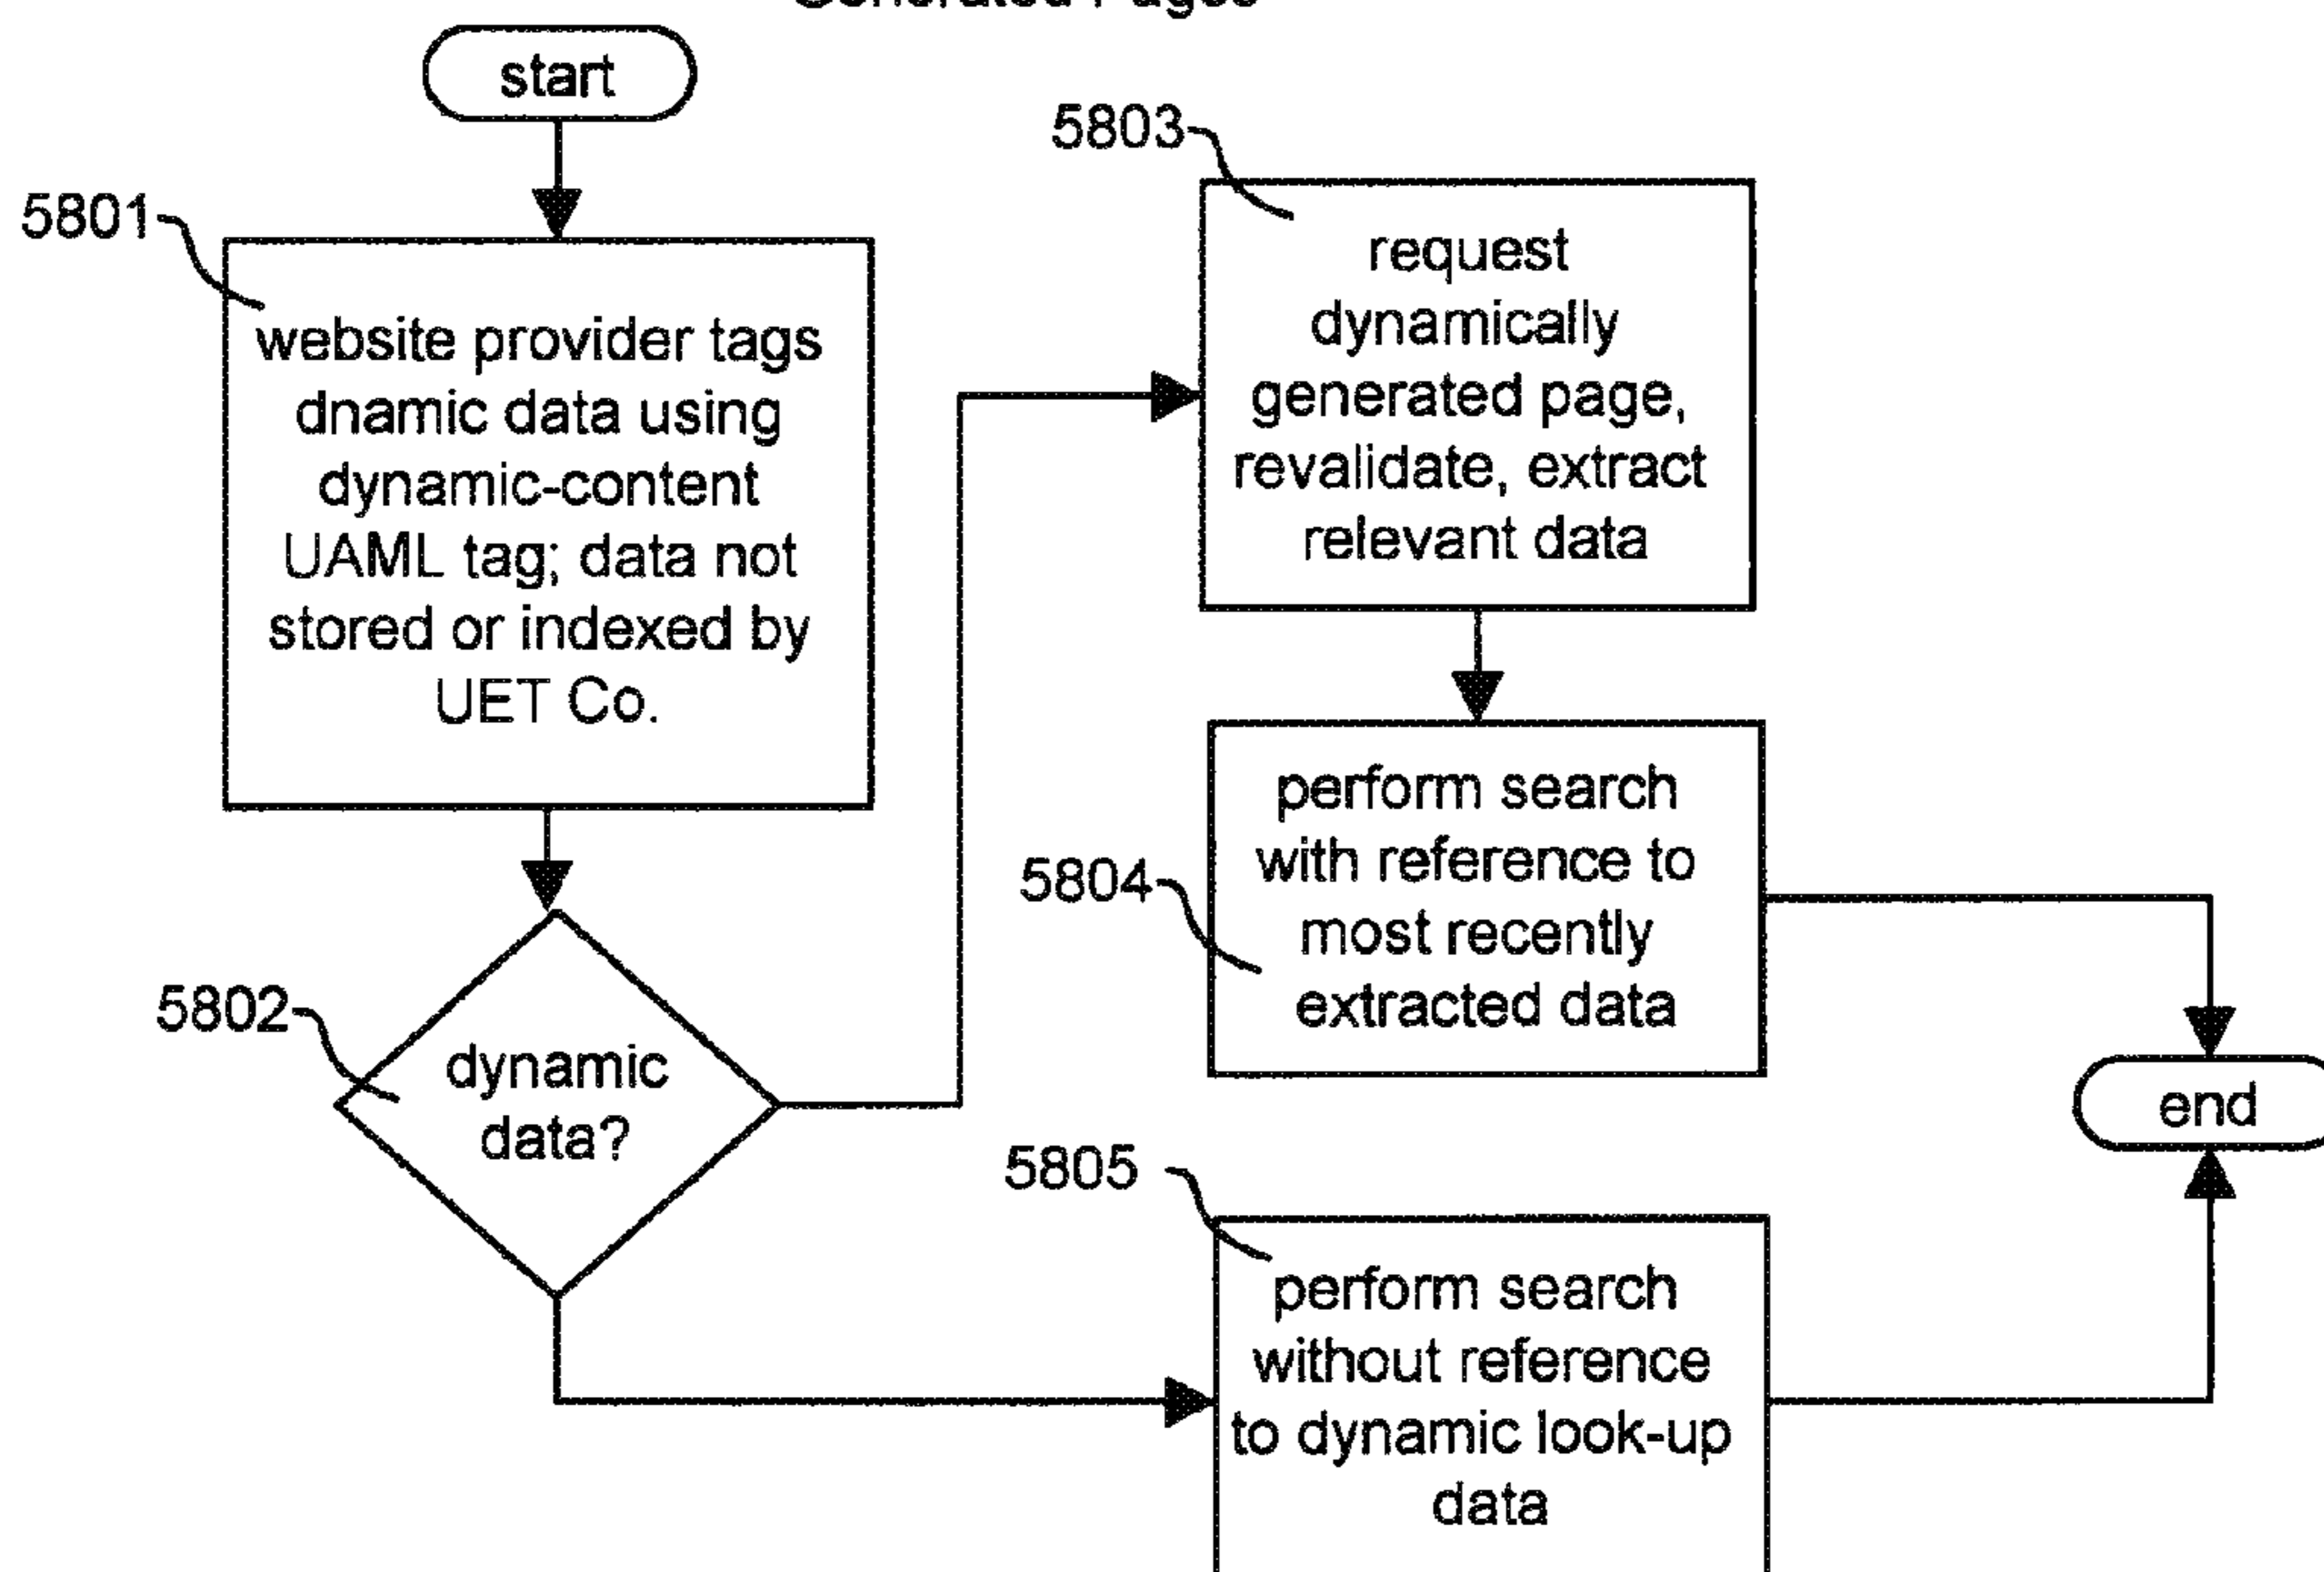 Generated Pages
start
5801
website provider tags
dnamic data using
dynamic-content
UAML tag; data not
stored or indexed by
UET Co.
5802
dynamic
data?
5803
request
dynamically
generated page,
revalidate, extract
relevant data
5804
perform search
with reference to
most recently
extracted data
5805
perform search
without reference
to dynamic look-up
data
end